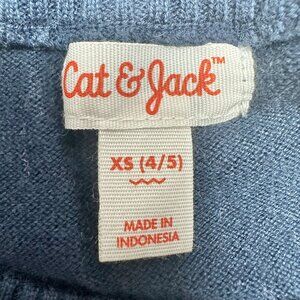 Cat & Jack™
XS (4/5)
MADE IN
INDONESIA